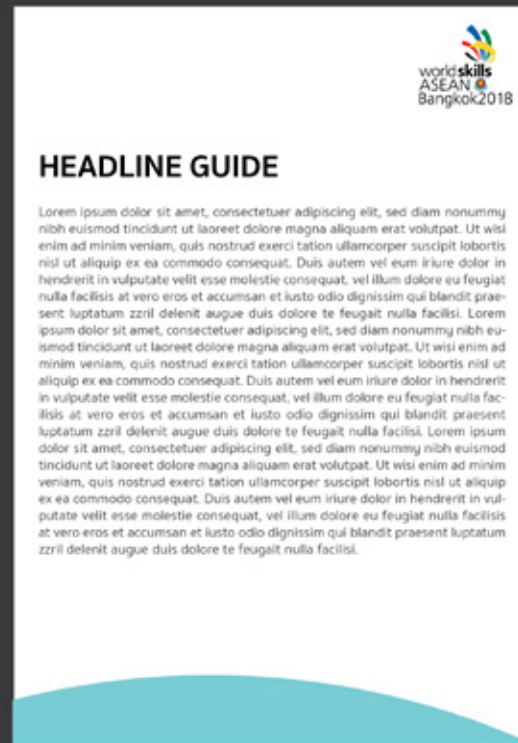 worldskills
ASEAN
Bangkok2018
HEADLINE GUIDE
Lorem ipsum dolor sit amet, consectetuer adipiscing elit, sed diam nonummy
nibh euismod tincidunt ut laoreet dolore magna aliquam erat volutpat. Ut wisi
enim ad minim veniam, quis nostrud exerci tation ullamcorper suscipit lobortis
nisl ut aliquip ex ea commodo consequat. Duis autem vel eum iriure dolor in
hendrerit in vulputate velit esse molestie consequat, vel illum dolore eu feugiat
nulla facilisis at vero eros et accumsan et iusto odio dignissim qui blandit prae-
sent luptatum zzril delenit augue duis dolore te feugait nulla facilisi. Lorem
ipsum dolor sit amet, consectetuer adipiscing elit, sed diam nonummy nibh eu-
ismod tincidunt ut laoreet dolore magna aliquam erat volutpat. Ut wisi enim ad
minim veniam, quis nostrud exerci tation ullamcorper suscipit lobortis nisl ut
aliquip ex ea commodo consequat. Duis autem vel eum iriure dolor in hendrerit
in vulputate velit esse molestie consequat, vel illum dolore eu feugiat nulla fac-
ilisis at vero eros et accumsan et iusto odio dignissim qui blandit praesent
luptatum zzril delenit augue duis dolore te feugait nulla facilisi. Lorem ipsum
dolor sit amet, consectetuer adipiscing elit, sed diam nonummy nibh euismod
tincidunt ut laoreet dolore magna aliquam erat volutpat. Ut wisi enim ad minim
veniam, quis nostrud exerci tation ullamcorper suscipit lobortis nisl ut aliquip
ex ea commodo consequat. Duis autem vel eum iriure dolor in hendrerit in vul-
putate velit esse molestie consequat, vel illum dolore eu feugiat nulla facilisis
at vero eros et accumsan et iusto odio dignissim qui blandit praesent luptatum
zzril delenit augue duis dolore te feugait nulla facilisi.